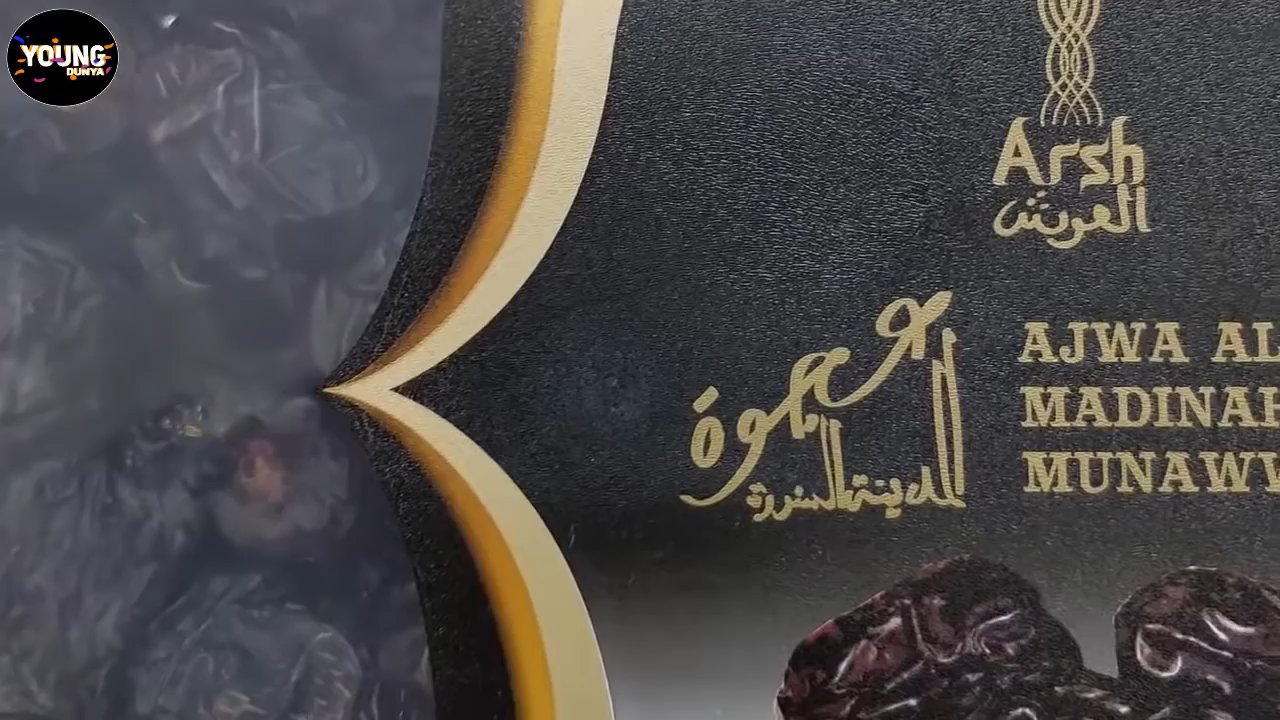 YOUNG
DUNYA
Arsh
العرش
عجوة
المدينة المنورة
AJWA AL
MADINAH
MUNAWW